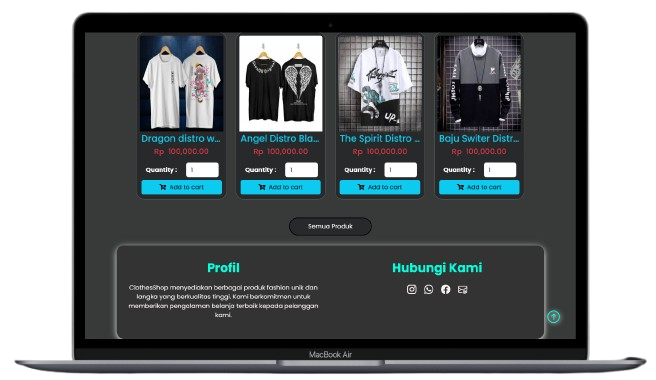 Dragon distro w...
Angel Distro Bla...
The Spirit Distro ...
Baju Switer Distr...
Rp 100,000.00
Rp 100,000.00
Rp 100,000.00
Rp 100,000.00
Quantity : 1
Quantity : 1
Quantity : 1
Quantity : 1
Add to cart
Add to cart
Add to cart
Add to cart
Semua Produk
Profil
ClothesShop menyediakan berbagai produk fashion unik dan
langka yang berkualitas tinggi. Kami berkomitmen untuk
memberikan pengalaman belanja terbaik kepada pelanggan
kami.
Hubungi Kami
MacBook Air